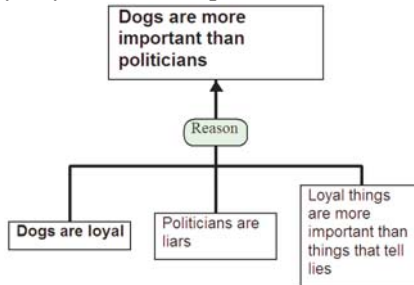 Dogs are more
important than
politicians
Reason
Dogs are loyal
Politicians are
liars
Loyal things
are more
important than
things that tell
lies